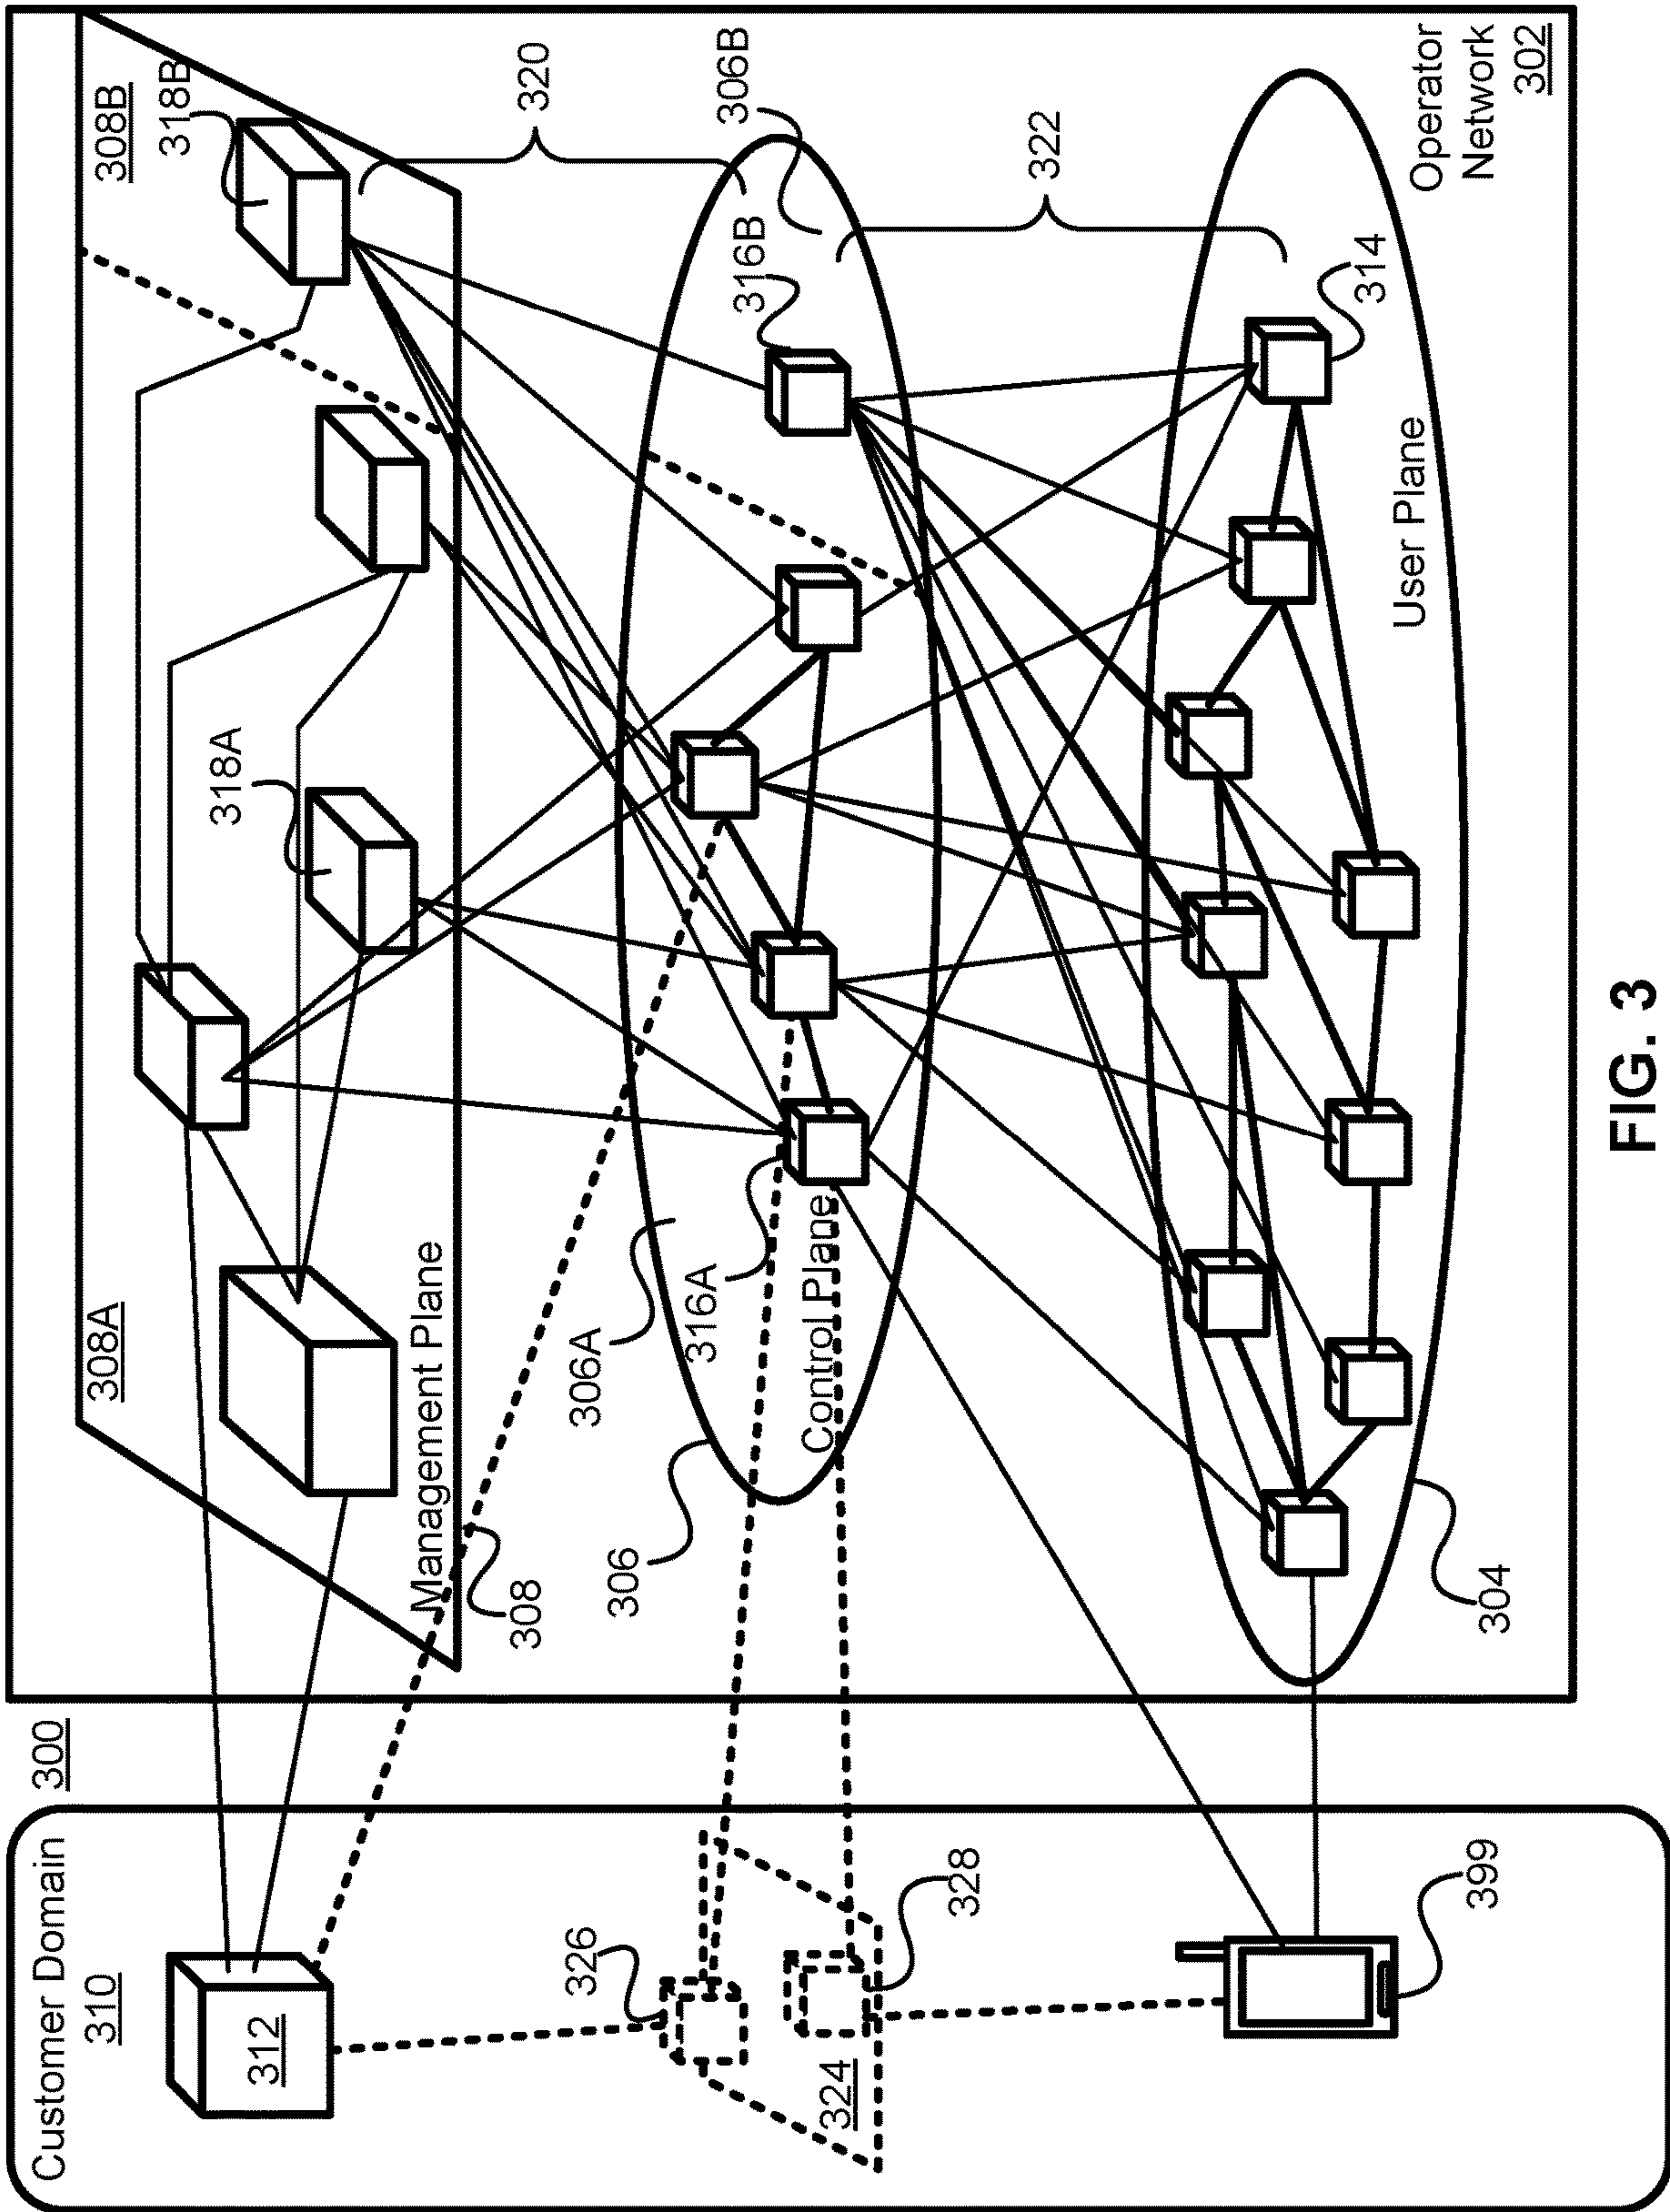 Customer Domain
310
312
326
324
328
399
300
308A
Management Plane
308
318A
308B
318B
320
306
306A
316A
Control Plane
316B
306B
322
304
User Plane
314
Operator
Network
302
FIG. 3